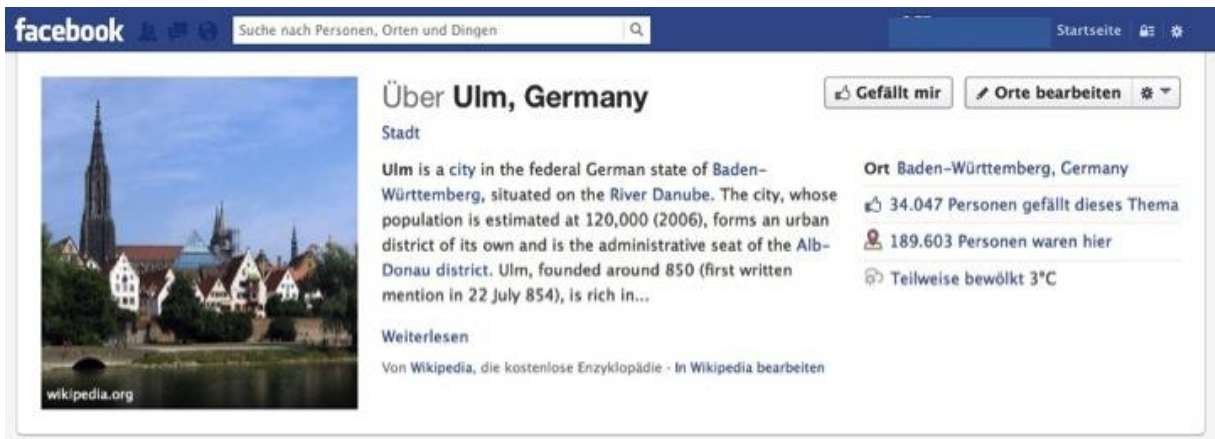 facebook Suche nach Personen, Orten und Dingen Startseite
Über Ulm, Germany
Gefällt mir Orte bearbeiten
Stadt
Ulm is a city in the federal German state of Baden-
Württemberg, situated on the River Danube. The city, whose
population is estimated at 120,000 (2006), forms an urban
district of its own and is the administrative seat of the Alb-
Donau district. Ulm, founded around 850 (first written
mention in 22 July 854), is rich in...
Weiterlesen
Von Wikipedia, die kostenlose Enzyklopädie · In Wikipedia bearbeiten
Ort Baden-Württemberg, Germany
34.047 Personen gefällt dieses Thema
189.603 Personen waren hier
Teilweise bewölkt 3°C
wikipedia.org